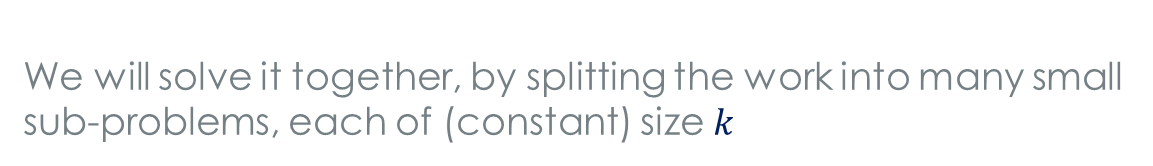 We will solve it together, by splitting the work into many small
sub-problems, each of (constant) size k